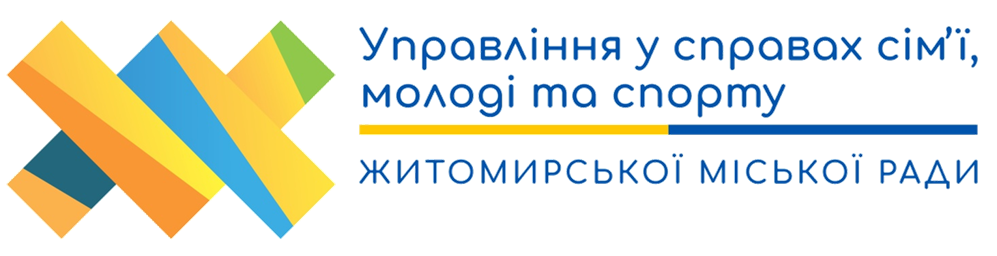 Управління у справах сім’ї,
молоді та спорту
ЖИТОМИРСЬКОЇ МІСЬКОЇ РАДИ